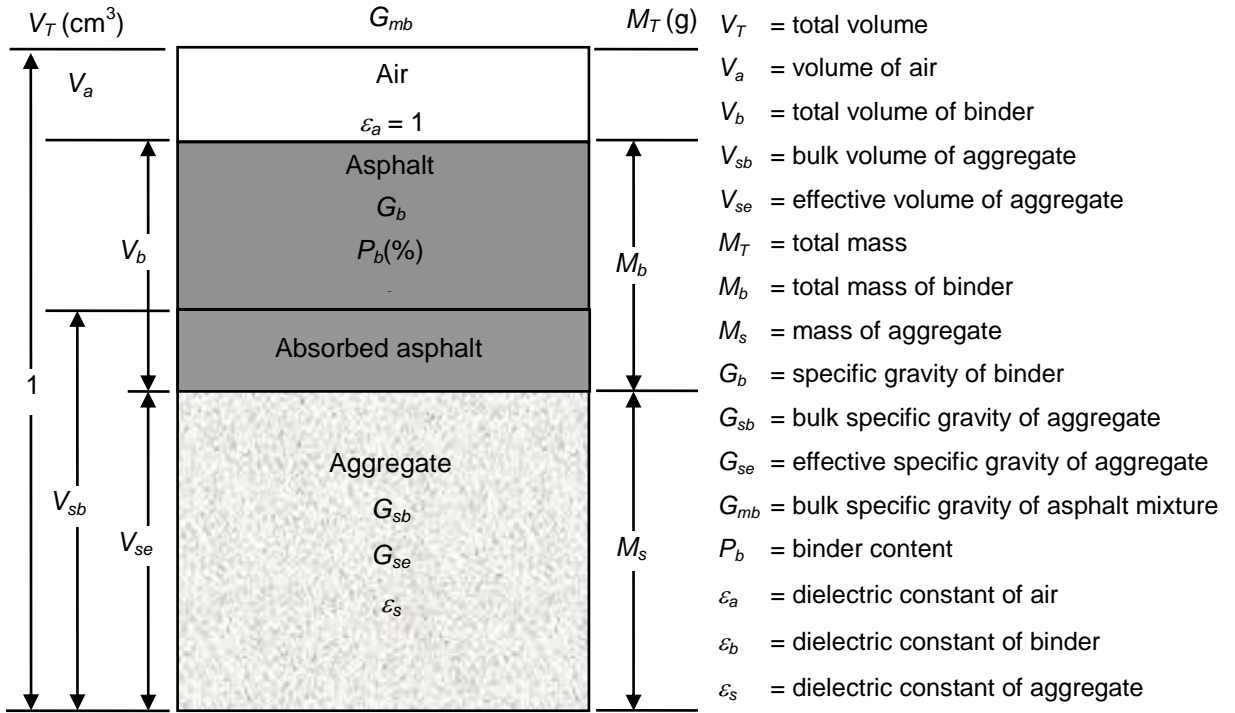 V_T (cm³) G_mb M_T (g)
V_a
Air
ε_a = 1
Asphalt
G_b
P_b(%)
V_b
M_b
Absorbed asphalt
1
Aggregate
G_sb
G_se
ε_s
V_sb
V_se
M_s
V_T = total volume
V_a = volume of air
V_b = total volume of binder
V_sb = bulk volume of aggregate
V_se = effective volume of aggregate
M_T = total mass
M_b = total mass of binder
M_s = mass of aggregate
G_b = specific gravity of binder
G_sb = bulk specific gravity of aggregate
G_se = effective specific gravity of aggregate
G_mb = bulk specific gravity of asphalt mixture
P_b = binder content
ε_a = dielectric constant of air
ε_b = dielectric constant of binder
ε_s = dielectric constant of aggregate